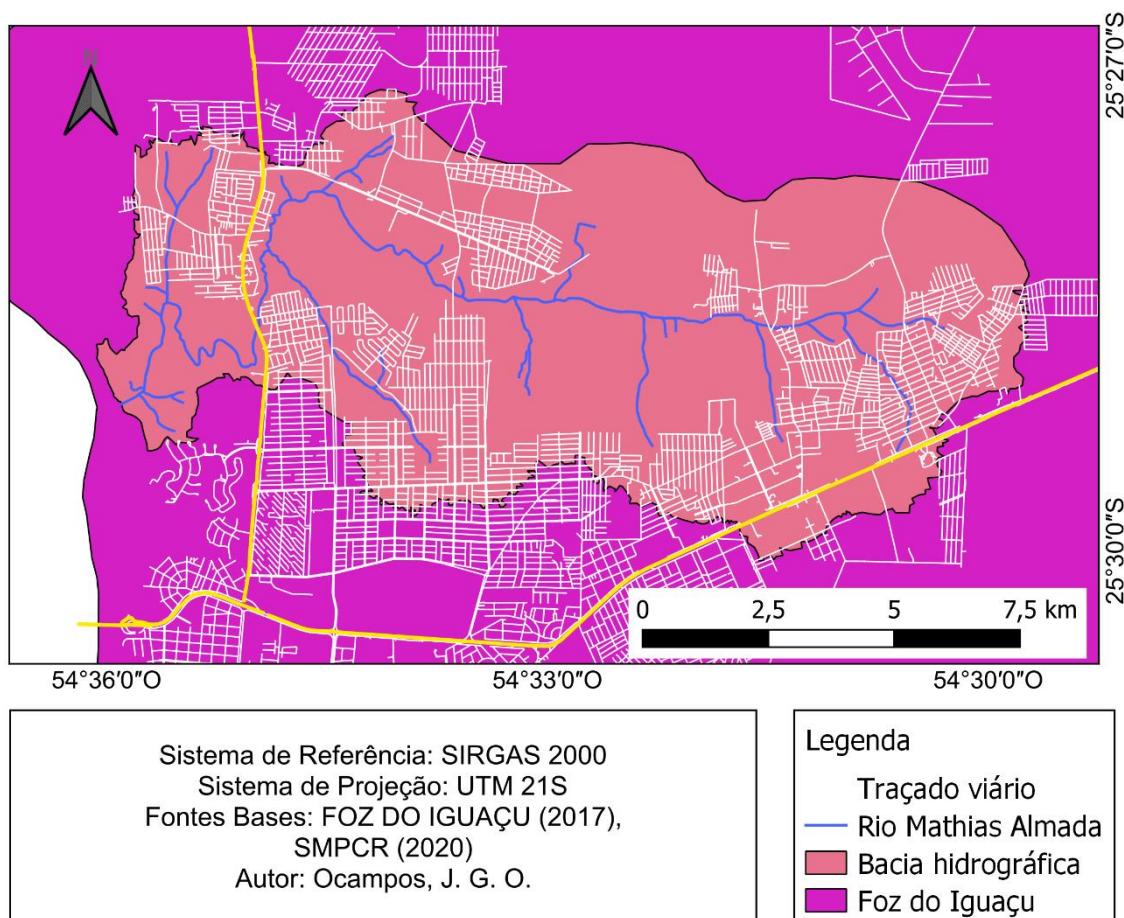 N
25°27'0"S
25°30'0"S
0 2,5 5 7,5 km
54°36'0"O 54°33'0"O 54°30'0"O
Sistema de Referência: SIRGAS 2000
Sistema de Projeção: UTM 21S
Fontes Bases: FOZ DO IGUAÇU (2017),
SMPCR (2020)
Autor: Ocampos, J. G. O.
Legenda
Traçado viário
Rio Mathias Almada
Bacia hidrográfica
Foz do Iguaçu